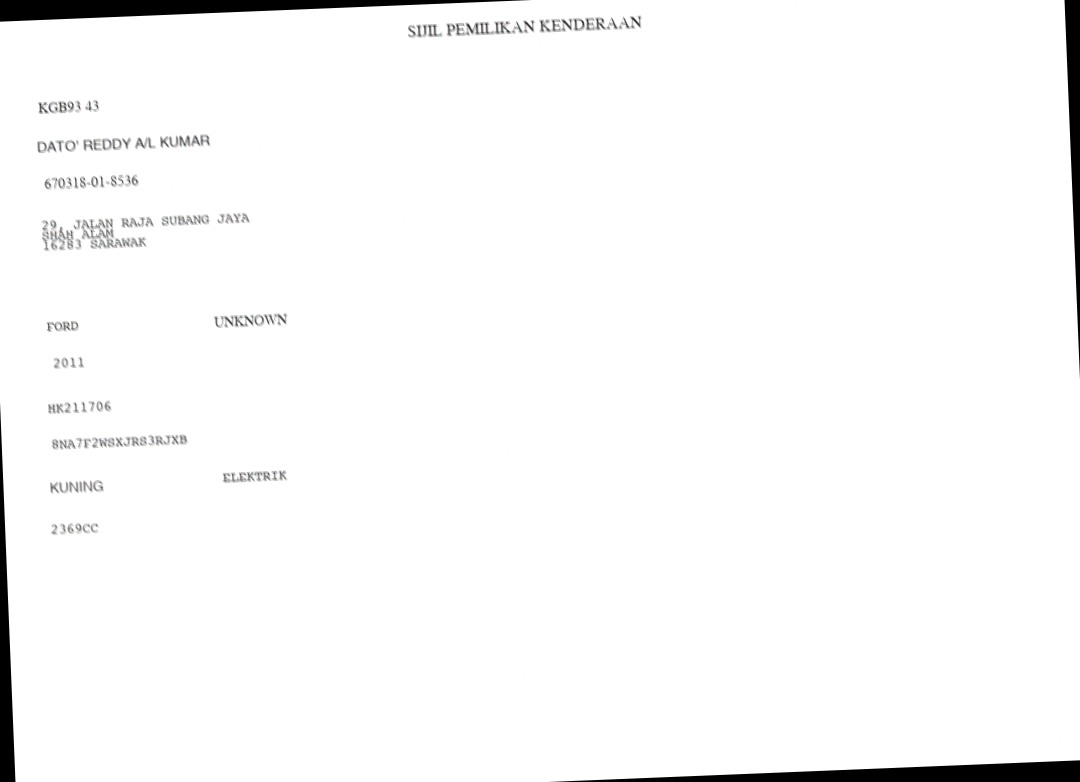 SIJIL PEMILIKAN KENDERAAN
KGB93 43
DATO' REDDY A/L KUMAR
670318-01-8536
29, JALAN RAJA SUBANG JAYA
SHAH ALAM
16283 SARAWAK
FORD UNKNOWN
2011
HK211706
8NA7F2WSXJRS3RJXB
KUNING ELEKTRIK
2369CC